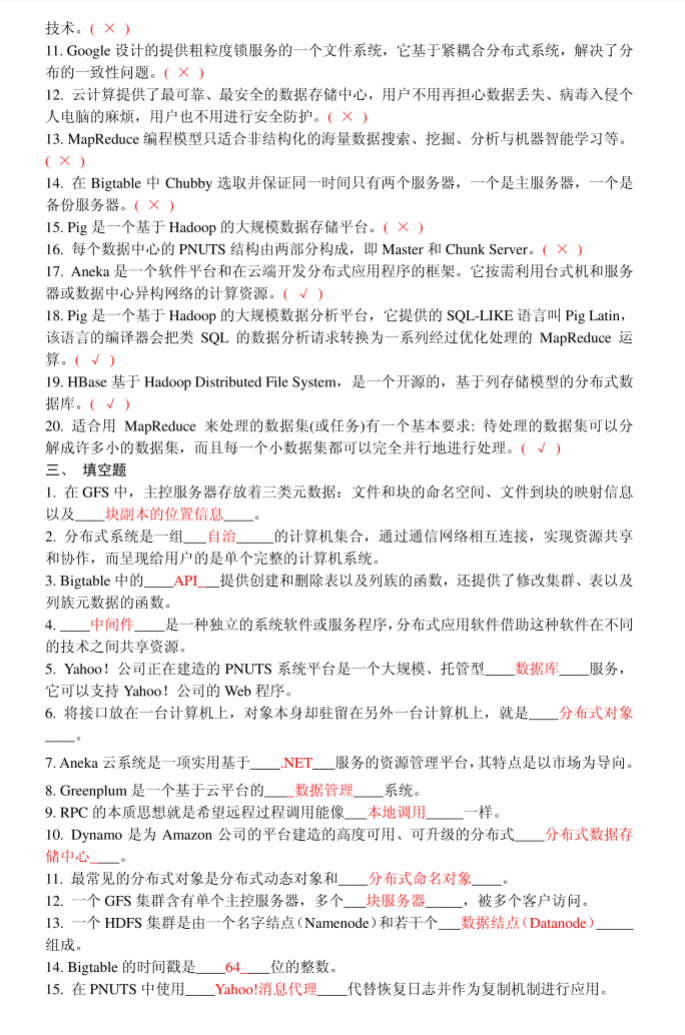 技术。( × )
11. Google 设计的提供粗粒度锁服务的一个文件系统，它基于紧耦合分布式系统，解决了分
布的一致性问题。( × )
12. 云计算提供了最可靠、最安全的数据存储中心，用户不用再担心数据丢失、病毒入侵个
人电脑的麻烦，用户也不用进行安全防护。( × )
13. MapReduce 编程模型只适合非结构化的海量数据搜索、挖掘、分析与机器智能学习等。
( × )
14. 在 Bigtable 中 Chubby 选取并保证同一时间只有两个服务器，一个是主服务器，一个是
备份服务器。( × )
15. Pig 是一个基于 Hadoop 的大规模数据存储平台。( × )
16. 每个数据中心的 PNUTS 结构由两部分构成，即 Master 和 Chunk Server。( × )
17. Aneka 是一个软件平台和在云端开发分布式应用程序的框架。它按需利用台式机和服务
器或数据中心异构网络的计算资源。( √ )
18. Pig 是一个基于 Hadoop 的大规模数据分析平台，它提供的 SQL-LIKE 语言叫 Pig Latin，
该语言的编译器会把类 SQL 的数据分析请求转换为一系列经过优化处理的 MapReduce 运
算。( √ )
19. HBase 基于 Hadoop Distributed File System，是一个开源的，基于列存储模型的分布式数
据库。( √ )
20. 适合用 MapReduce 来处理的数据集(或任务)有一个基本要求: 待处理的数据集可以分
解成许多小的数据集，而且每一个小数据集都可以完全并行地进行处理。( √ )
三、 填空题
1. 在 GFS 中，主控服务器存放着三类元数据：文件和块的命名空间、文件到块的映射信息
以及____块副本的位置信息____。
2. 分布式系统是一组___自治_____的计算机集合，通过通信网络相互连接，实现资源共享
和协作，而呈现给用户的是单个完整的计算机系统。
3. Bigtable 中的____API___提供创建和删除表以及列族的函数，还提供了修改集群、表以及
列族元数据的函数。
4. ____中间件____是一种独立的系统软件或服务程序，分布式应用软件借助这种软件在不同
的技术之间共享资源。
5. Yahoo！公司正在建造的 PNUTS 系统平台是一个大规模、托管型____数据库____服务，
它可以支持 Yahoo！公司的 Web 程序。
6. 将接口放在一台计算机上，对象本身却驻留在另外一台计算机上，就是____分布式对象
____。
7. Aneka 云系统是一项实用基于____.NET___服务的资源管理平台，其特点是以市场为导向。
8. Greenplum 是一个基于云平台的____数据管理____系统。
9. RPC 的本质思想就是希望远程过程调用能像___本地调用_____一样。
10. Dynamo 是为 Amazon 公司的平台建造的高度可用、可升级的分布式____分布式数据存
储中心____。
11. 最常见的分布式对象是分布式动态对象和____分布式命名对象____。
12. 一个 GFS 集群含有单个主控服务器，多个___块服务器_____，被多个客户访问。
13. 一个 HDFS 集群是由一个名字结点（Namenode）和若干个___数据结点（Datanode）_____
组成。
14. Bigtable 的时间戳是____64____位的整数。
15. 在 PNUTS 中使用____Yahoo!消息代理____代替恢复日志并作为复制机制进行应用。